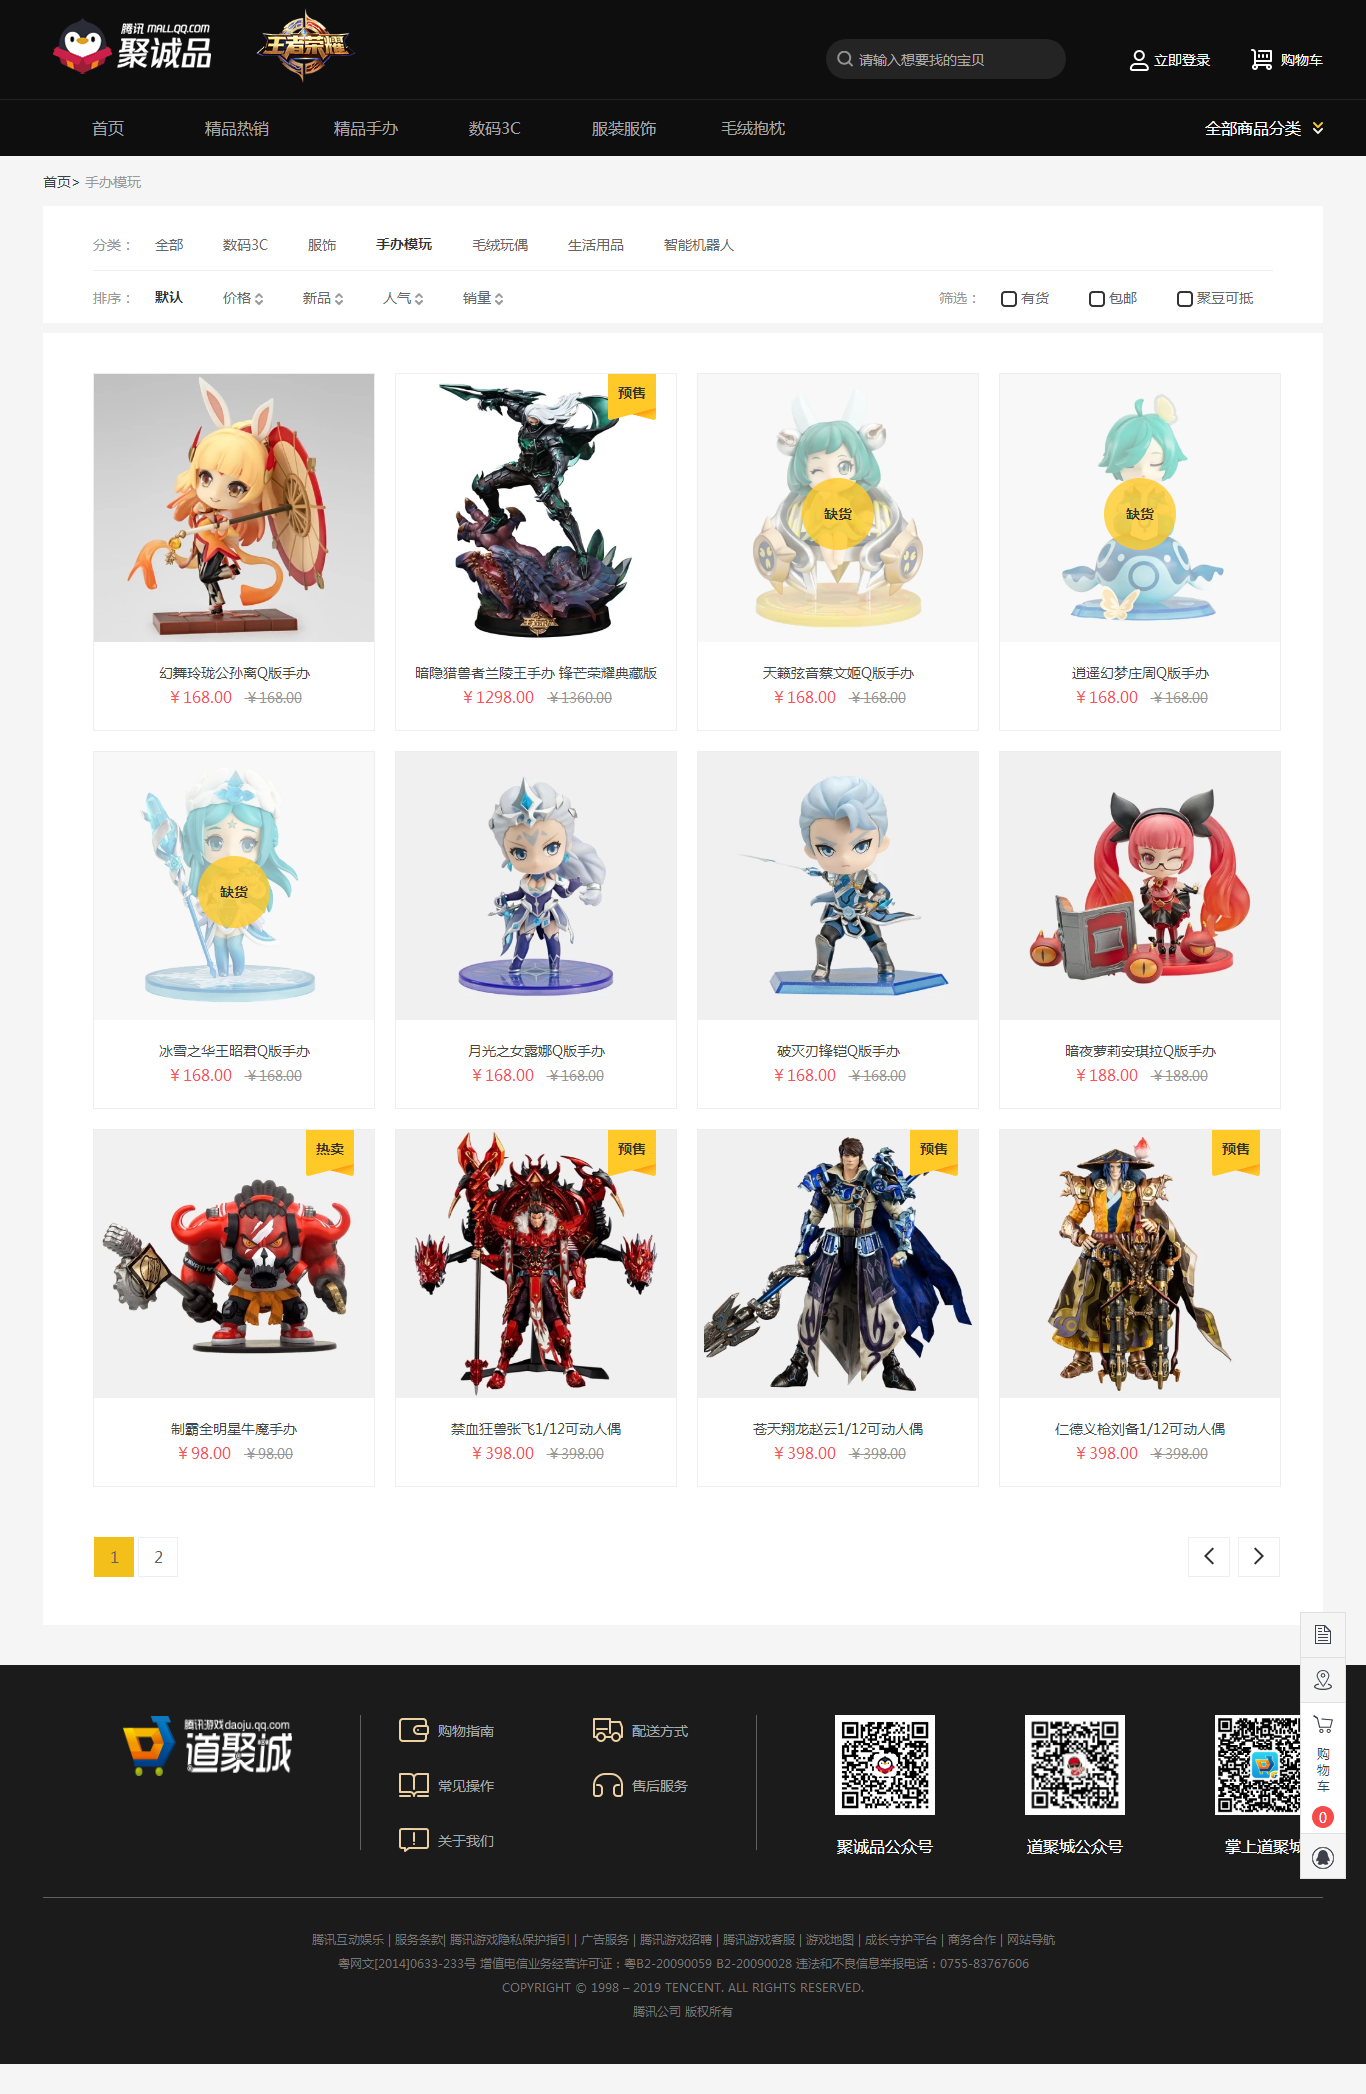 腾讯 MALL.QQ.COM
聚诚品
王者荣耀
请输入想要找的宝贝
立即登录
购物车
首页 精品热销 精品手办 数码3C 服装服饰 毛绒抱枕 全部商品分类
首页> 手办模玩
分类： 全部 数码3C 服饰 手办模玩 毛绒玩偶 生活用品 智能机器人
排序： 默认 价格 新品 人气 销量 筛选： 有货 包邮 聚豆可抵
预售
缺货
缺货
幻舞玲珑公孙离Q版手办
￥168.00 ￥168.00
暗隐猎兽者兰陵王手办 锋芒荣耀典藏版
￥1298.00 ￥1360.00
天籁弦音蔡文姬Q版手办
￥168.00 ￥168.00
逍遥幻梦庄周Q版手办
￥168.00 ￥168.00
缺货
冰雪之华王昭君Q版手办
￥168.00 ￥168.00
月光之女露娜Q版手办
￥168.00 ￥168.00
破灭刃锋铠Q版手办
￥168.00 ￥168.00
暗夜萝莉安琪拉Q版手办
￥188.00 ￥188.00
热卖
预售
预售
预售
制霸全明星牛魔手办
￥98.00 ￥98.00
禁血狂兽张飞1/12可动人偶
￥398.00 ￥398.00
苍天翔龙赵云1/12可动人偶
￥398.00 ￥398.00
仁德义枪刘备1/12可动人偶
￥398.00 ￥398.00
1 2
腾讯游戏daoju.qq.com
道聚城
购物指南
配送方式
常见操作
售后服务
关于我们
聚诚品公众号
道聚城公众号
掌上道聚城
购
物
车
0
腾讯互动娱乐 | 服务条款| 腾讯游戏隐私保护指引 | 广告服务 | 腾讯游戏招聘 | 腾讯游戏客服 | 游戏地图 | 成长守护平台 | 商务合作 | 网站导航
粤网文[2014]0633-233号 增值电信业务经营许可证：粤B2-20090059 B2-20090028 违法和不良信息举报电话：0755-83767606
COPYRIGHT © 1998 – 2019 TENCENT. ALL RIGHTS RESERVED.
腾讯公司 版权所有